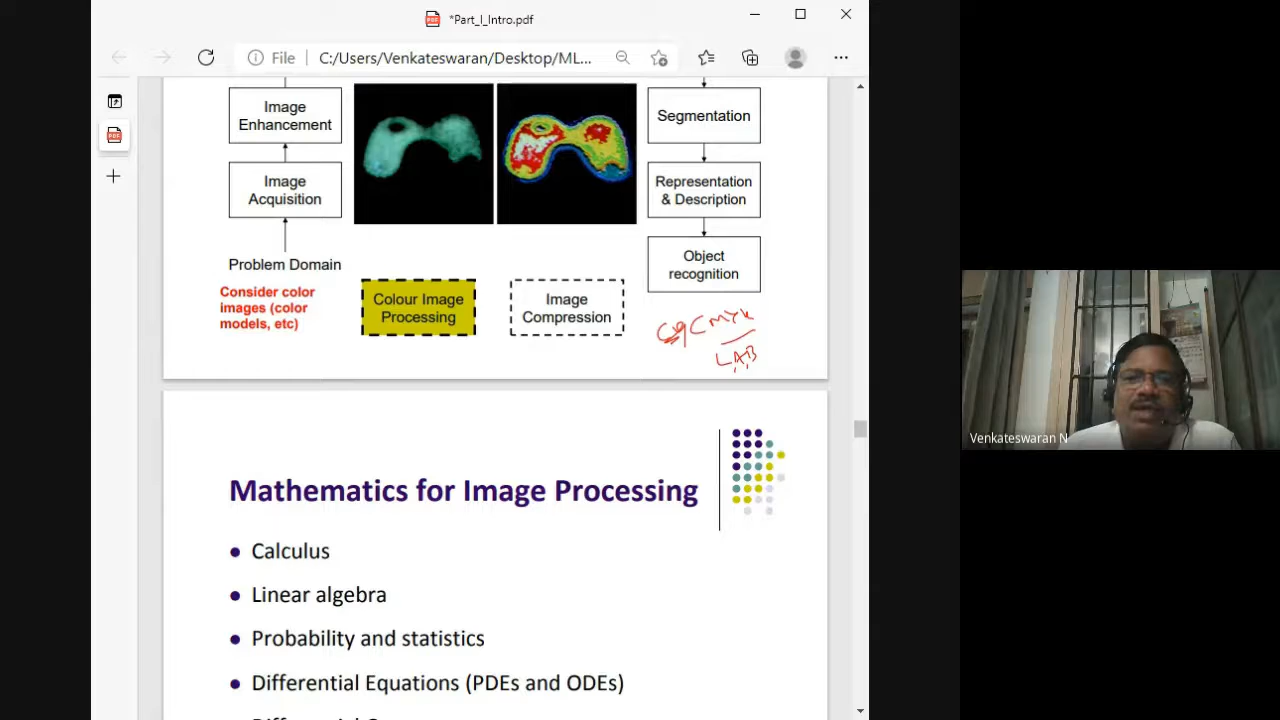 *Part_I_Intro.pdf
File
C:/Users/Venkateswaran/Desktop/ML...
Image
Enhancement
Image
Acquisition
Problem Domain
Consider color
images (color
models, etc)
Colour Image
Processing
Image
Compression
Segmentation
Representation
& Description
Object
recognition
CMYK
LAB
Mathematics for Image Processing
• Calculus
• Linear algebra
• Probability and statistics
• Differential Equations (PDEs and ODEs)
Venkateswaran N